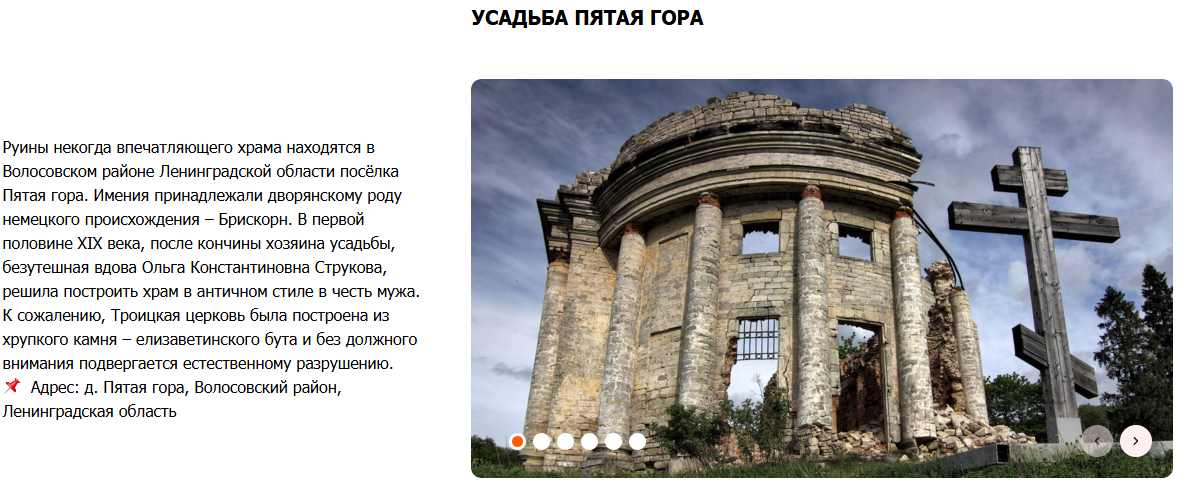 УСАДЬБА ПЯТАЯ ГОРА
Руины некогда впечатляющего храма находятся в
Волосовском районе Ленинградской области посёлка
Пятая гора. Имения принадлежали дворянскому роду
немецкого происхождения – Брискорн. В первой
половине XIX века, после кончины хозяина усадьбы,
безутешная вдова Ольга Константиновна Струкова,
решила построить храм в античном стиле в честь мужа.
К сожалению, Троицкая церковь была построена из
хрупкого камня – елизаветинского бута и без должного
внимания подвергается естественному разрушению.
📌 Адрес: д. Пятая гора, Волосовский район,
Ленинградская область